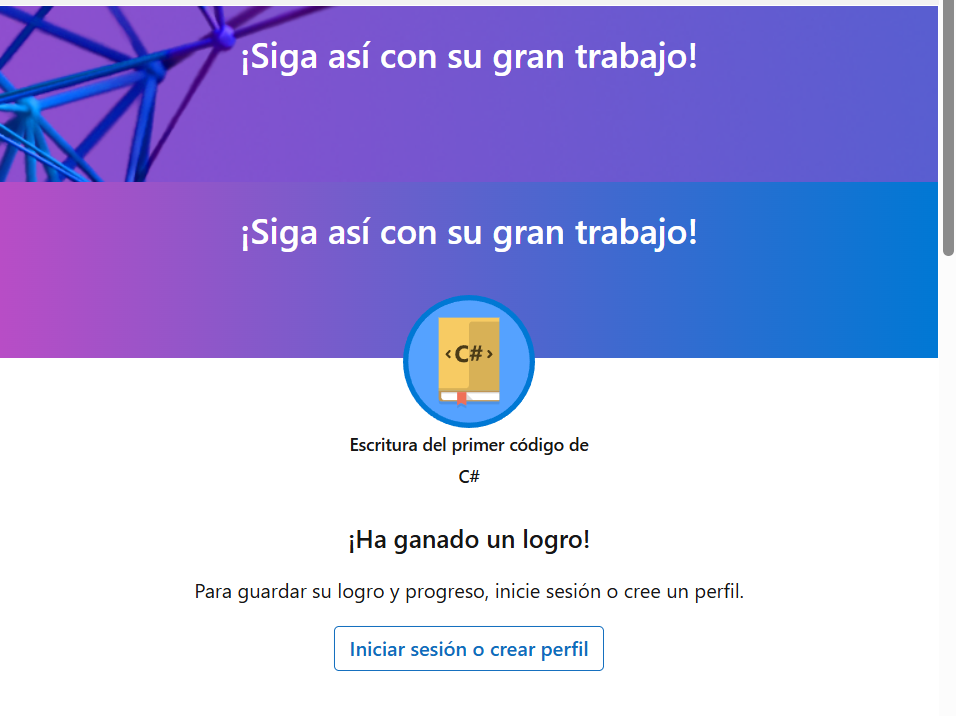 ¡Siga así con su gran trabajo!
¡Siga así con su gran trabajo!
‹C#›
Escritura del primer código de
C#
¡Ha ganado un logro!
Para guardar su logro y progreso, inicie sesión o cree un perfil.
Iniciar sesión o crear perfil